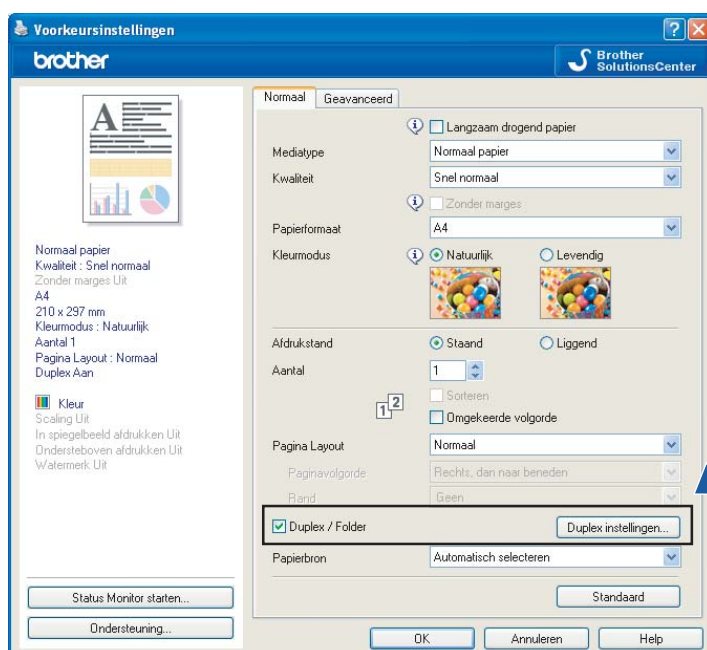 Voorkeursinstellingen
brother
Brother
SolutionsCenter
A
Normaal papier
Kwaliteit : Snel normaal
Zonder marges Uit
A4
210 x 297 mm
Kleurmodus : Natuurlijk
Aantal 1
Pagina Layout : Normaal
Duplex Aan
Kleur
Scaling Uit
In spiegelbeeld afdrukken Uit
Ondersteboven afdrukken Uit
Watermerk Uit
Status Monitor starten...
Ondersteuning...
Normaal Geavanceerd
Langzaam drogend papier
Mediatype Normaal papier
Kwaliteit Snel normaal
Zonder marges
Papierformaat A4
Kleurmodus Natuurlijk Levendig
Afdrukstand Staand Liggend
Aantal 1
Sorteren
1 2
Omgekeerde volgorde
Pagina Layout Normaal
Paginavolgorde Rechts, dan naar beneden
Rand Geen
Duplex / Folder Duplex instellingen...
Papierbron Automatisch selecteren
Standaard
OK Annuleren Help